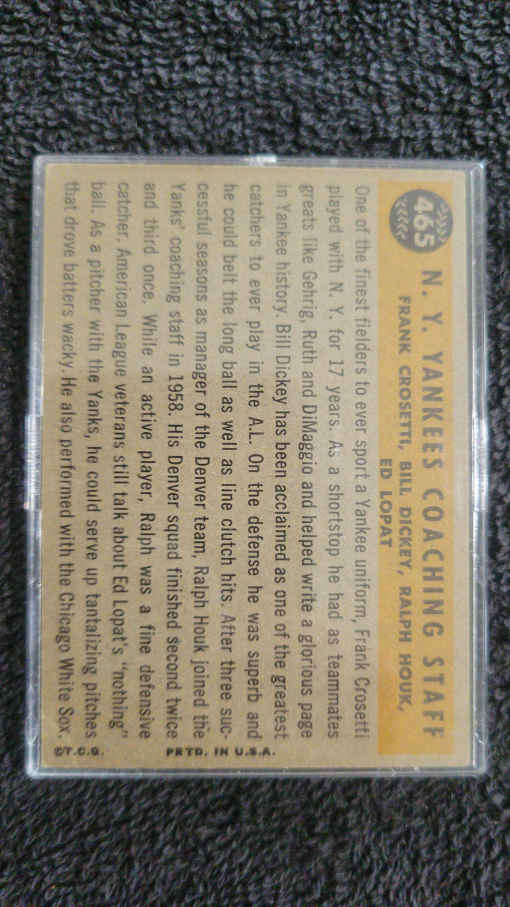 465
N. Y. YANKEES COACHING STAFF
FRANK CROSETTI, BILL DICKEY, RALPH HOUK,
ED LOPAT
One of the finest fielders to ever sport a Yankee uniform, Frank Crosetti
played with N. Y. for 17 years. As a shortstop he had as teammates
greats like Gehrig, Ruth and DiMaggio and helped write a glorious page
in Yankee history. Bill Dickey has been acclaimed as one of the greatest
catchers to ever play in the A.L. On the defense he was superb and
he could belt the long ball as well as line clutch hits. After three suc-
cessful seasons as manager of the Denver team, Ralph Houk joined the
Yanks' coaching staff in 1958. His Denver squad finished second twice
and third once. While an active player, Ralph was a fine defensive
catcher. American League veterans still talk about Ed Lopat's "nothing"
ball. As a pitcher with the Yanks, he could serve up tantalizing pitches
that drove batters wacky. He also performed with the Chicago White Sox.
PRTD. IN U.S.A.
©T.C.G.